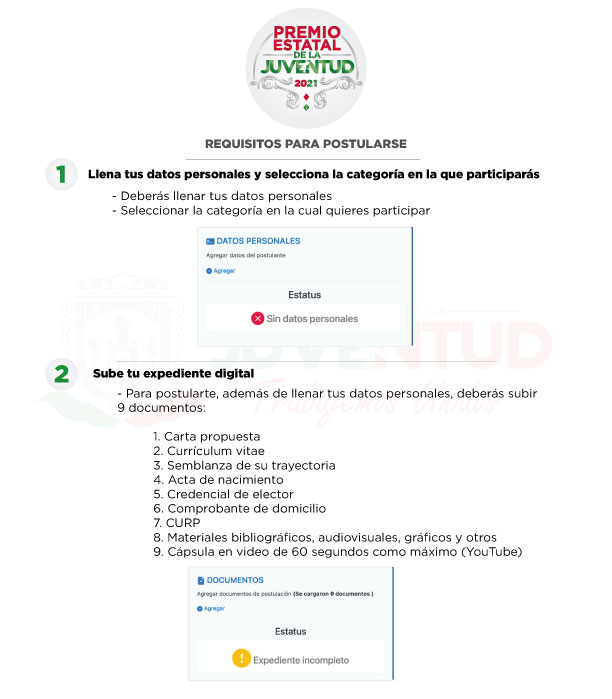 PREMIO
ESTATAL
DE LA
JUVENTUD
2021
REQUISITOS PARA POSTULARSE
1 Llena tus datos personales y selecciona la categoría en la que participarás
- Deberás llenar tus datos personales
- Seleccionar la categoría en la cual quieres participar
DATOS PERSONALES
Agregar datos del postulante
Agregar
Estatus
Sin datos personales
LA
JUVENTUD
Trabajemos Unidos
2 Sube tu expediente digital
- Para postularte, además de llenar tus datos personales, deberás subir
9 documentos:
1. Carta propuesta
2. Currículum vitae
3. Semblanza de su trayectoria
4. Acta de nacimiento
5. Credencial de elector
6. Comprobante de domicilio
7. CURP
8. Materiales bibliográficos, audiovisuales, gráficos y otros
9. Cápsula en video de 60 segundos como máximo (YouTube)
DOCUMENTOS
Agregar documentos de postulación (Se cargaron 0 documentos )
Agregar
Estatus
Expediente incompleto